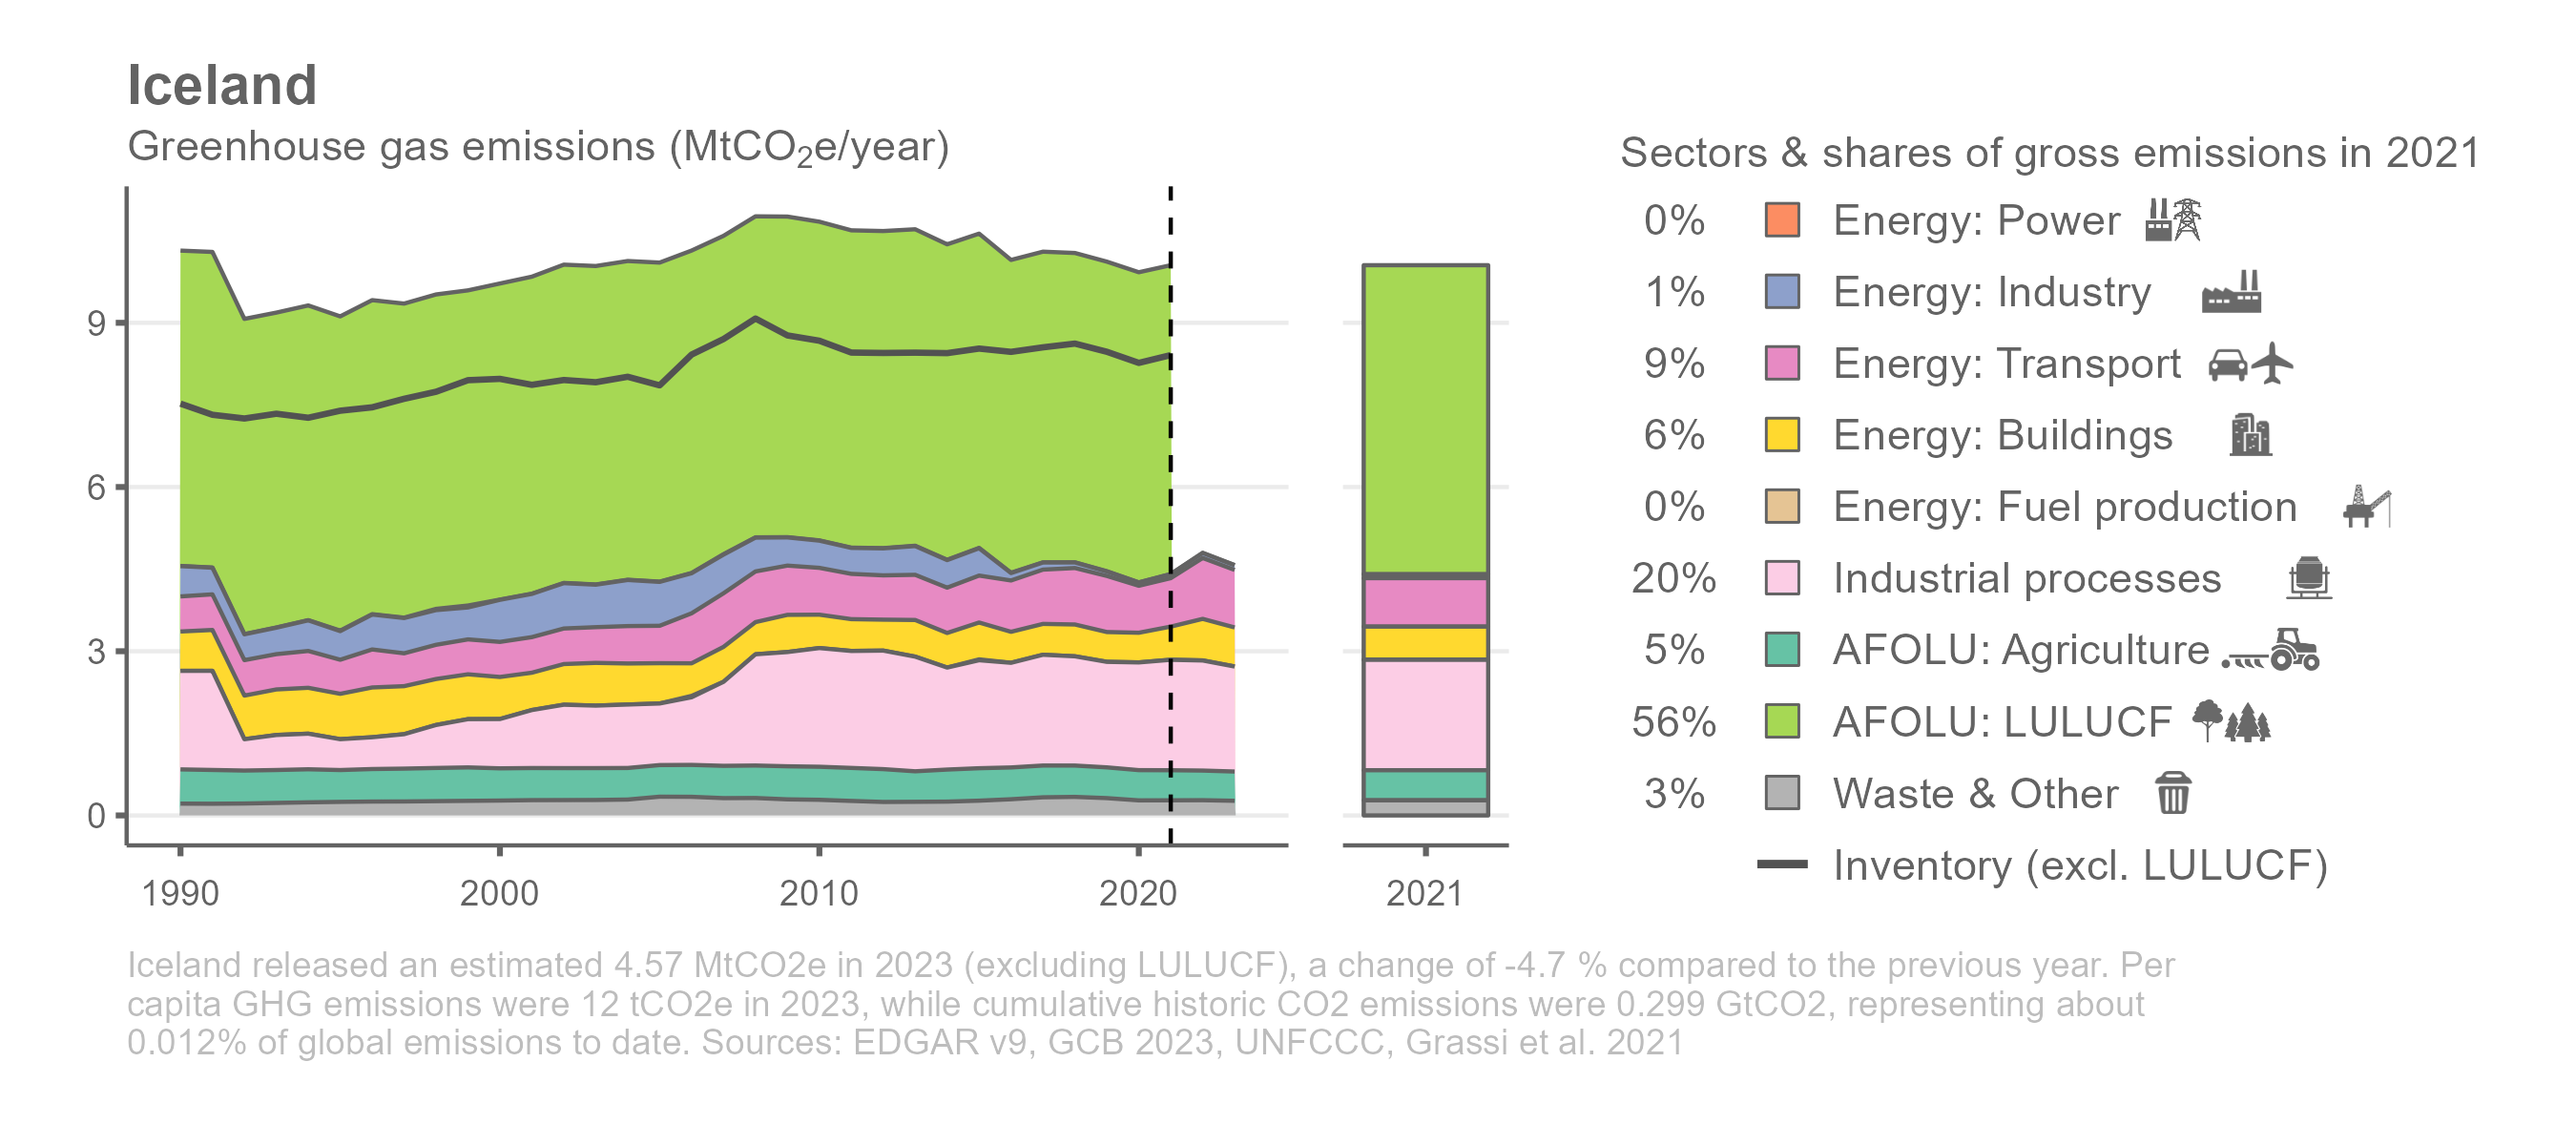 Iceland
Greenhouse gas emissions (MtCO₂e/year)
9
6
3
0
1990
2000
2010
2020
2021
Sectors & shares of gross emissions in 2021
0% Energy: Power
1% Energy: Industry
9% Energy: Transport
6% Energy: Buildings
0% Energy: Fuel production
20% Industrial processes
5% AFOLU: Agriculture
56% AFOLU: LULUCF
3% Waste & Other
Inventory (excl. LULUCF)
Iceland released an estimated 4.57 MtCO2e in 2023 (excluding LULUCF), a change of -4.7 % compared to the previous year. Per
capita GHG emissions were 12 tCO2e in 2023, while cumulative historic CO2 emissions were 0.299 GtCO2, representing about
0.012% of global emissions to date. Sources: EDGAR v9, GCB 2023, UNFCCC, Grassi et al. 2021